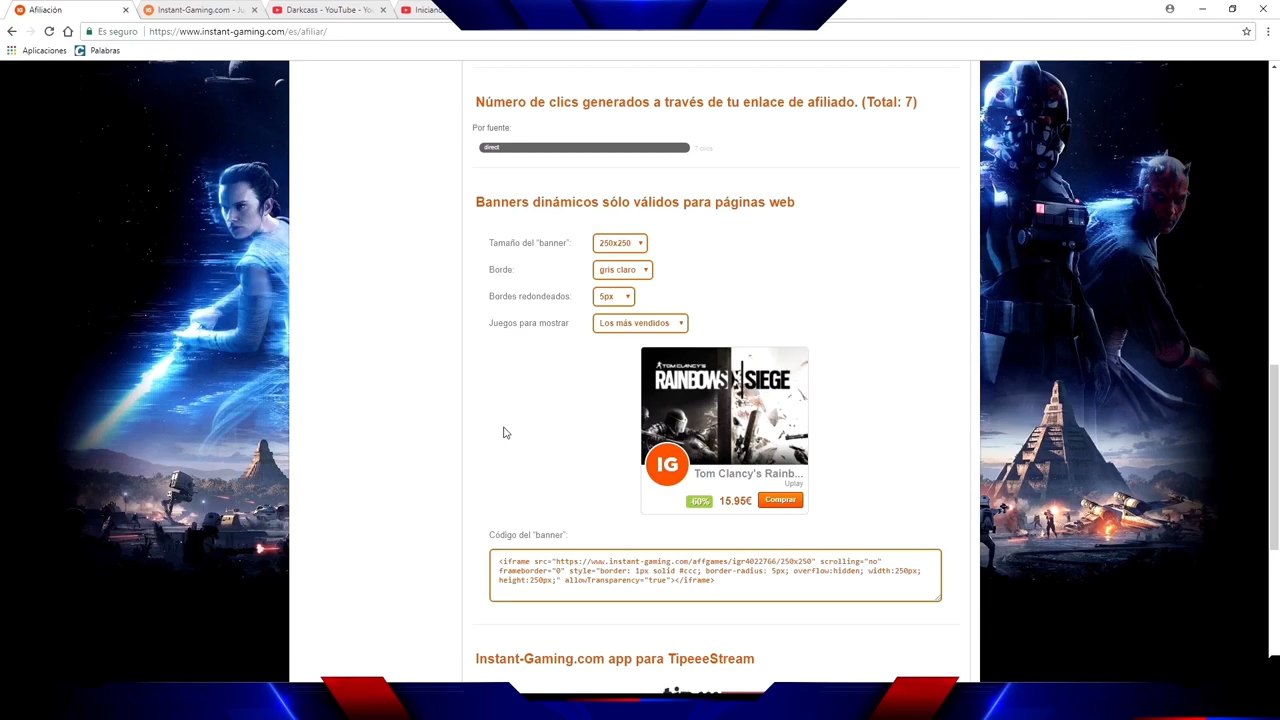 Afiliación
Instant-Gaming.com - Ju
Darkcass - YouTube - Yo
Iniciand
Es seguro
https://www.instant-gaming.com/es/afiliar/
Aplicaciones
Palabras
Número de clics generados a través de tu enlace de afiliado. (Total: 7)
Por fuente:
direct
Banners dinámicos sólo válidos para páginas web
Tamaño del "banner":
250x250
Borde:
gris claro
Bordes redondeados:
5px
Juegos para mostrar
Los más vendidos
TOM CLANCY'S
RAINBOW SIX SIEGE
IG
Tom Clancy's Rainb...
Uplay
-60%
15.95€
Comprar
Código del "banner":
<iframe src="https://www.instant-gaming.com/affgames/igr4022766/250x250" scrolling="no"
frameborder="0" style="border: 1px solid #ccc; border-radius: 5px; overflow:hidden; width:250px;
height:250px;" allowTransparency="true"></iframe>
Instant-Gaming.com app para TipeeeStream